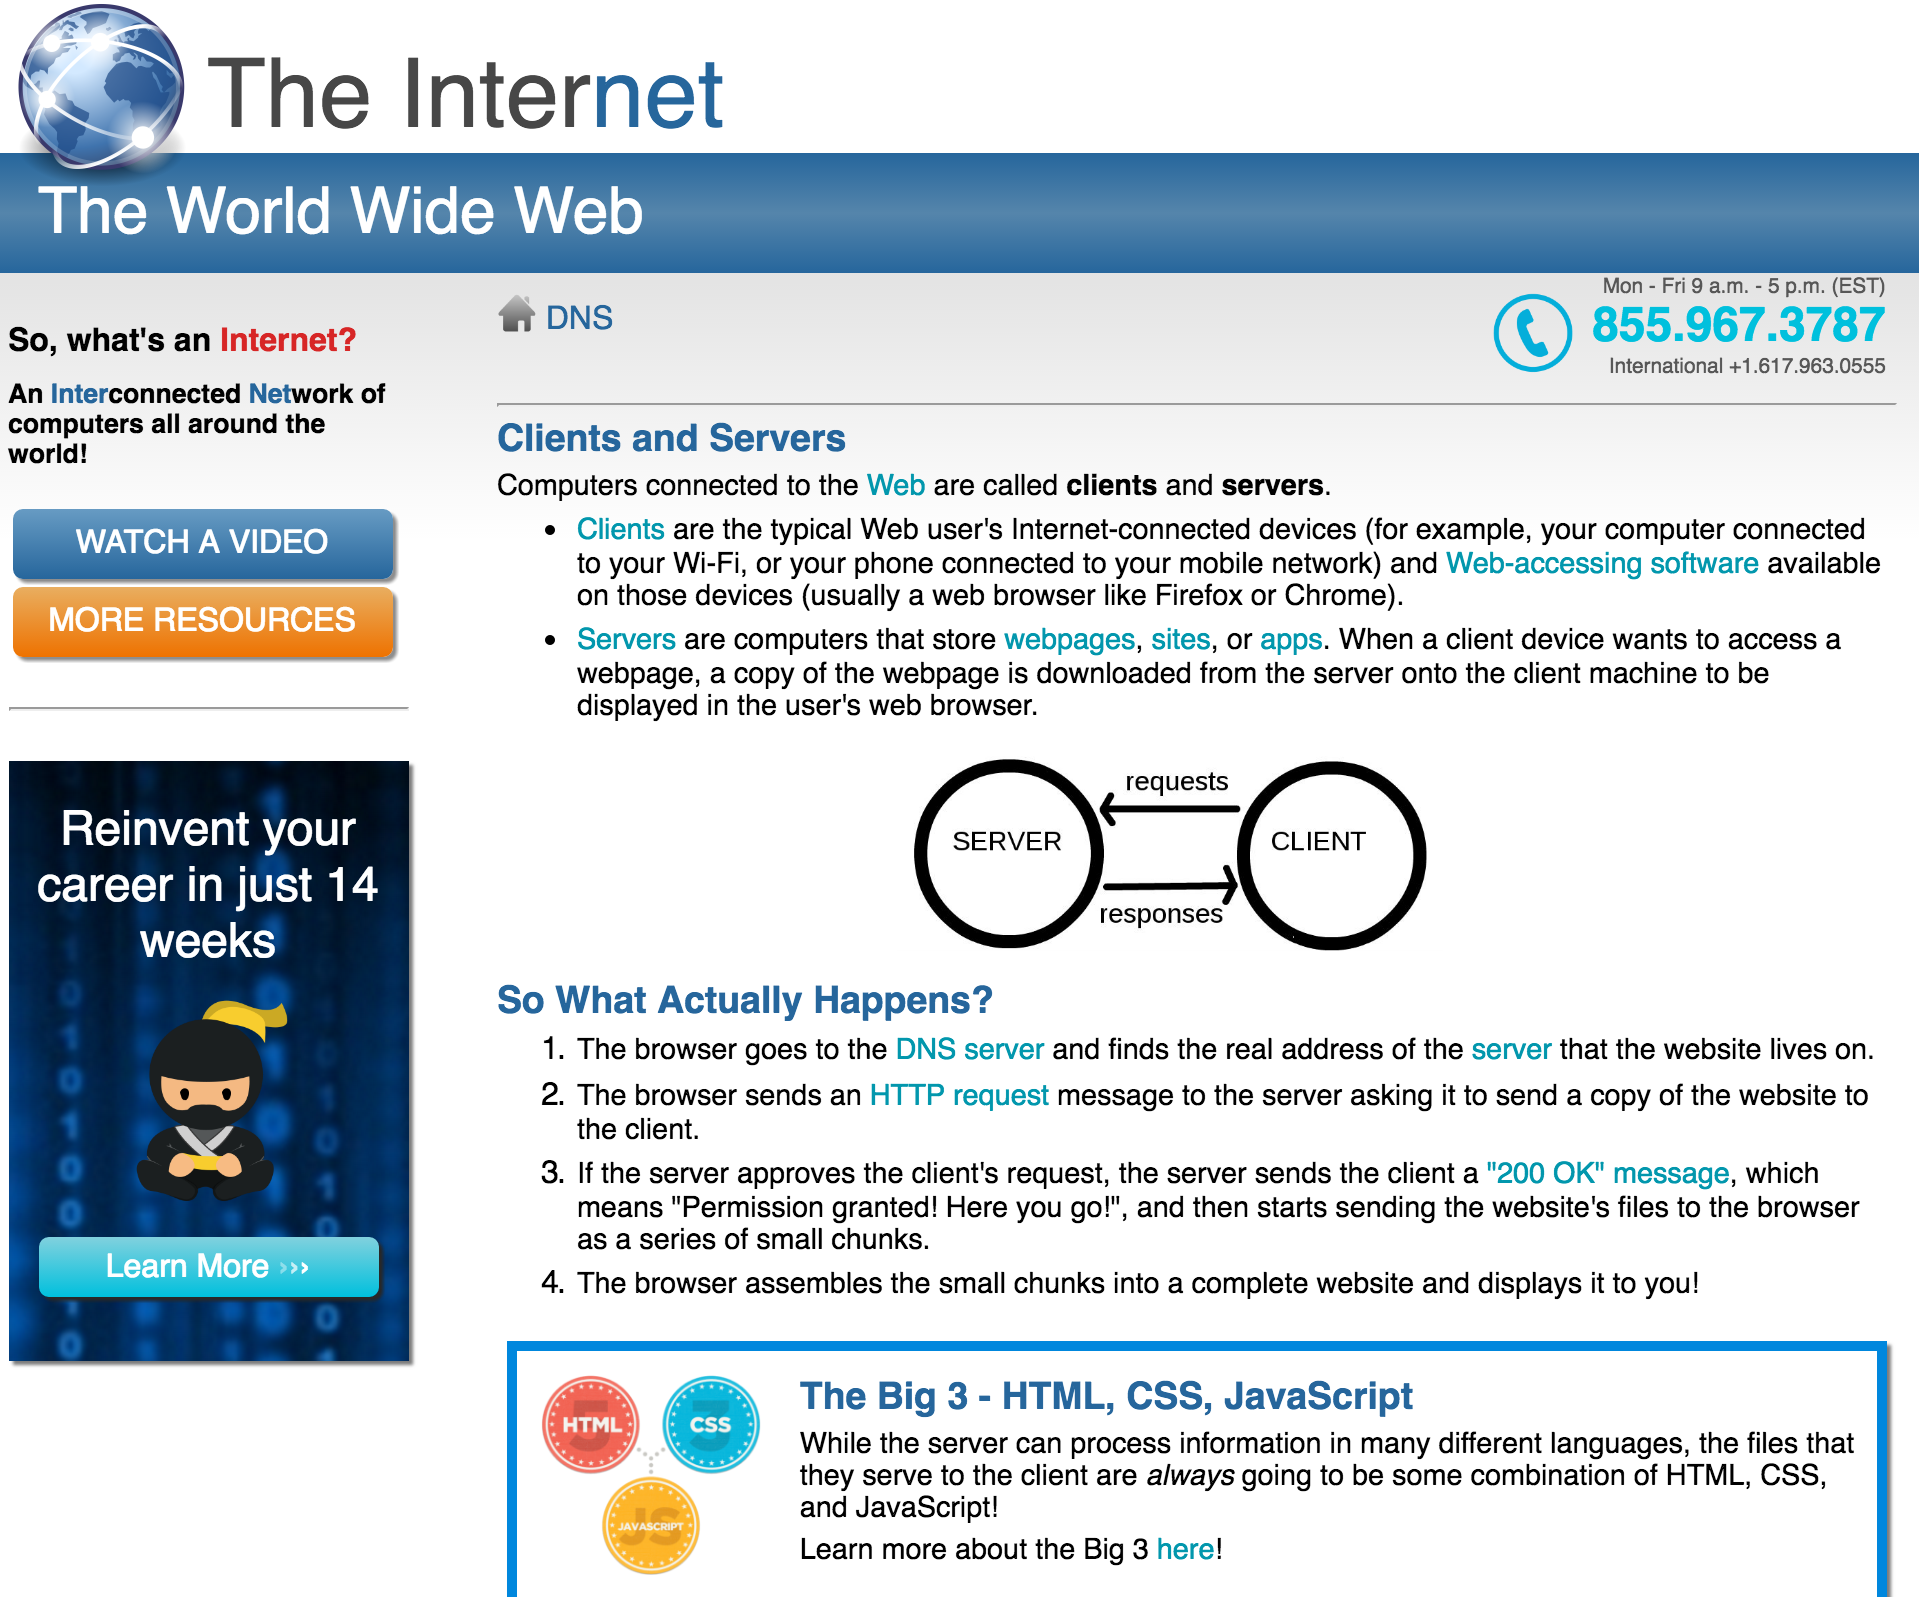 The Internet
The World Wide Web
So, what's an Internet?
An Interconnected Network of
computers all around the
world!
WATCH A VIDEO
MORE RESOURCES
Reinvent your
career in just 14
weeks
Learn More ›››
DNS
Mon - Fri 9 a.m. - 5 p.m. (EST)
855.967.3787
International +1.617.963.0555
Clients and Servers
Computers connected to the Web are called clients and servers.
• Clients are the typical Web user's Internet-connected devices (for example, your computer connected
to your Wi-Fi, or your phone connected to your mobile network) and Web-accessing software available
on those devices (usually a web browser like Firefox or Chrome).
• Servers are computers that store webpages, sites, or apps. When a client device wants to access a
webpage, a copy of the webpage is downloaded from the server onto the client machine to be
displayed in the user's web browser.
requests
SERVER
CLIENT
responses
So What Actually Happens?
1. The browser goes to the DNS server and finds the real address of the server that the website lives on.
2. The browser sends an HTTP request message to the server asking it to send a copy of the website to
the client.
3. If the server approves the client's request, the server sends the client a "200 OK" message, which
means "Permission granted! Here you go!", and then starts sending the website's files to the browser
as a series of small chunks.
4. The browser assembles the small chunks into a complete website and displays it to you!
5
HTML
3
CSS
JS
JAVASCRIPT
The Big 3 - HTML, CSS, JavaScript
While the server can process information in many different languages, the files that
they serve to the client are always going to be some combination of HTML, CSS,
and JavaScript!
Learn more about the Big 3 here!